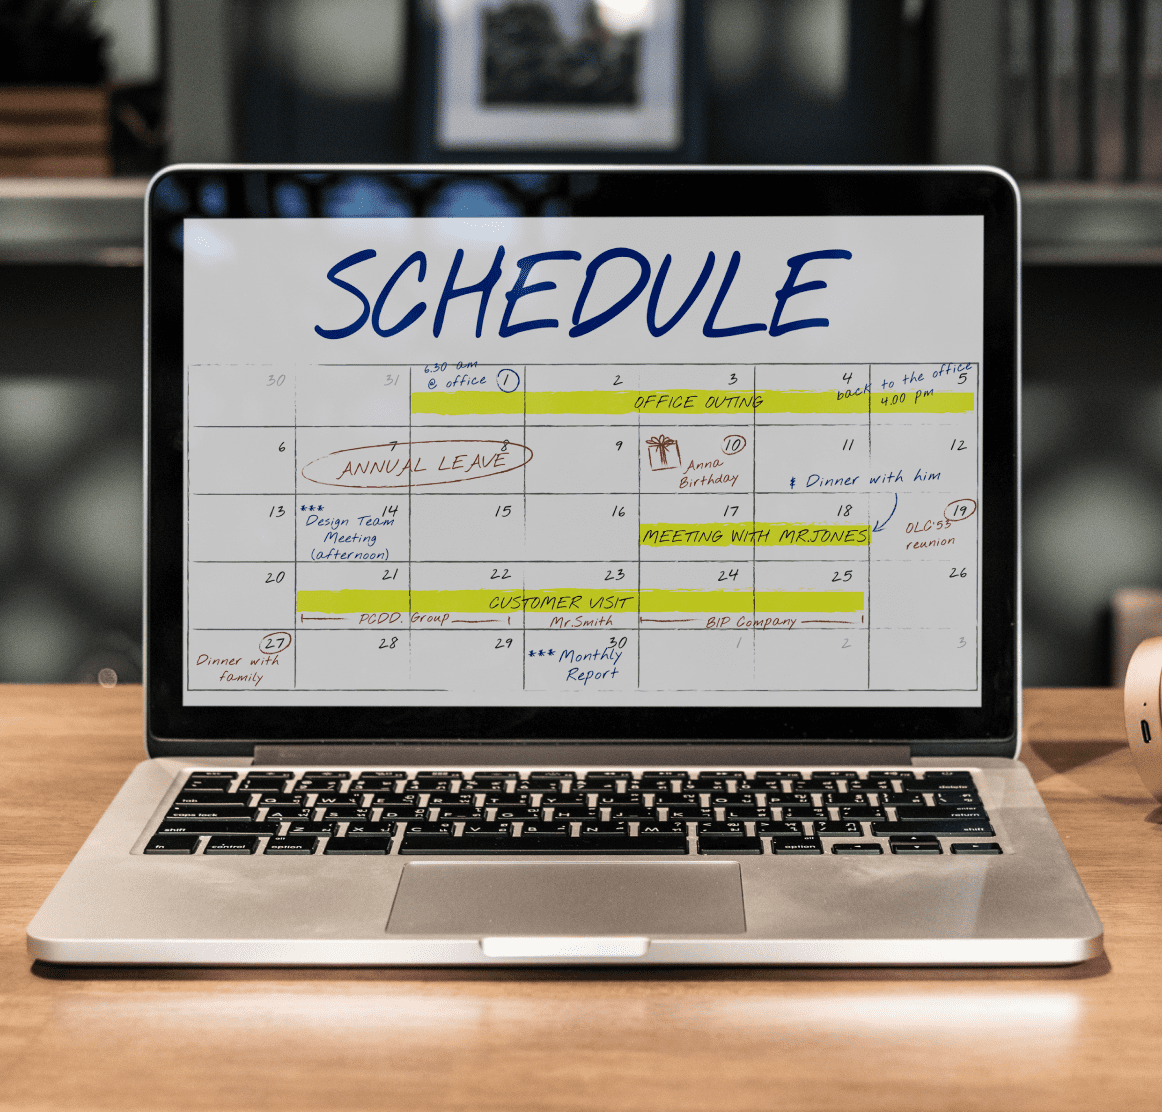 SCHEDULE
6.30 am
@ office
back to the office
4.00 pm
30 31 1 2 3 4 5
OFFICE OUTING
6 7 8 9 10 11 12
ANNUAL LEAVE
Anna
Birthday
* Dinner with him
13 14 15 16 17 18 19
***
Design Team
Meeting
(afternoon)
MEETING WITH MR.JONES
OLC'55
reunion
20 21 22 23 24 25 26
CUSTOMER VISIT
PCDD. Group
Mr.Smith
BIP Company
27 28 29 30 1 2 3
Dinner with
family
*** Monthly
Report
delete
tab Q W E R T Y U I O P
enter
caps lock A S D F G H J K L
return
shift Z X C V B N M
shift
fn control
alt
option
alt
option